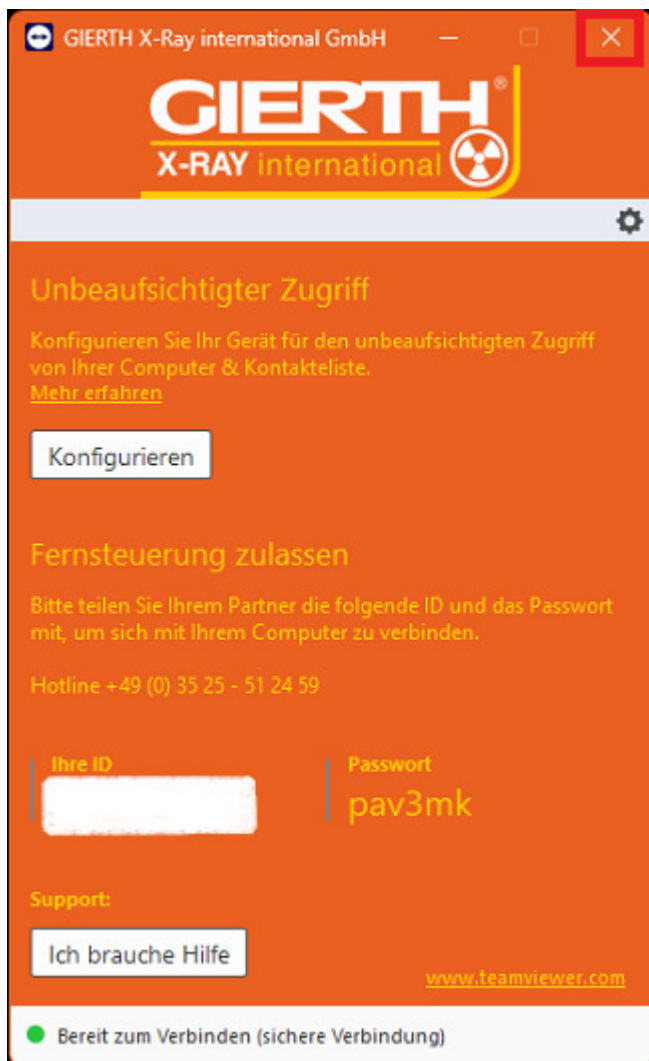 GIERTH X-Ray international GmbH
GIERTH®
X-RAY international
Unbeaufsichtigter Zugriff
Konfigurieren Sie Ihr Gerät für den unbeaufsichtigten Zugriff
von Ihrer Computer & Kontakteliste.
Mehr erfahren
Konfigurieren
Fernsteuerung zulassen
Bitte teilen Sie Ihrem Partner die folgende ID und das Passwort
mit, um sich mit Ihrem Computer zu verbinden.
Hotline +49 (0) 35 25 - 51 24 59
Ihre ID
Passwort
pav3mk
Support:
Ich brauche Hilfe
www.teamviewer.com
Bereit zum Verbinden (sichere Verbindung)